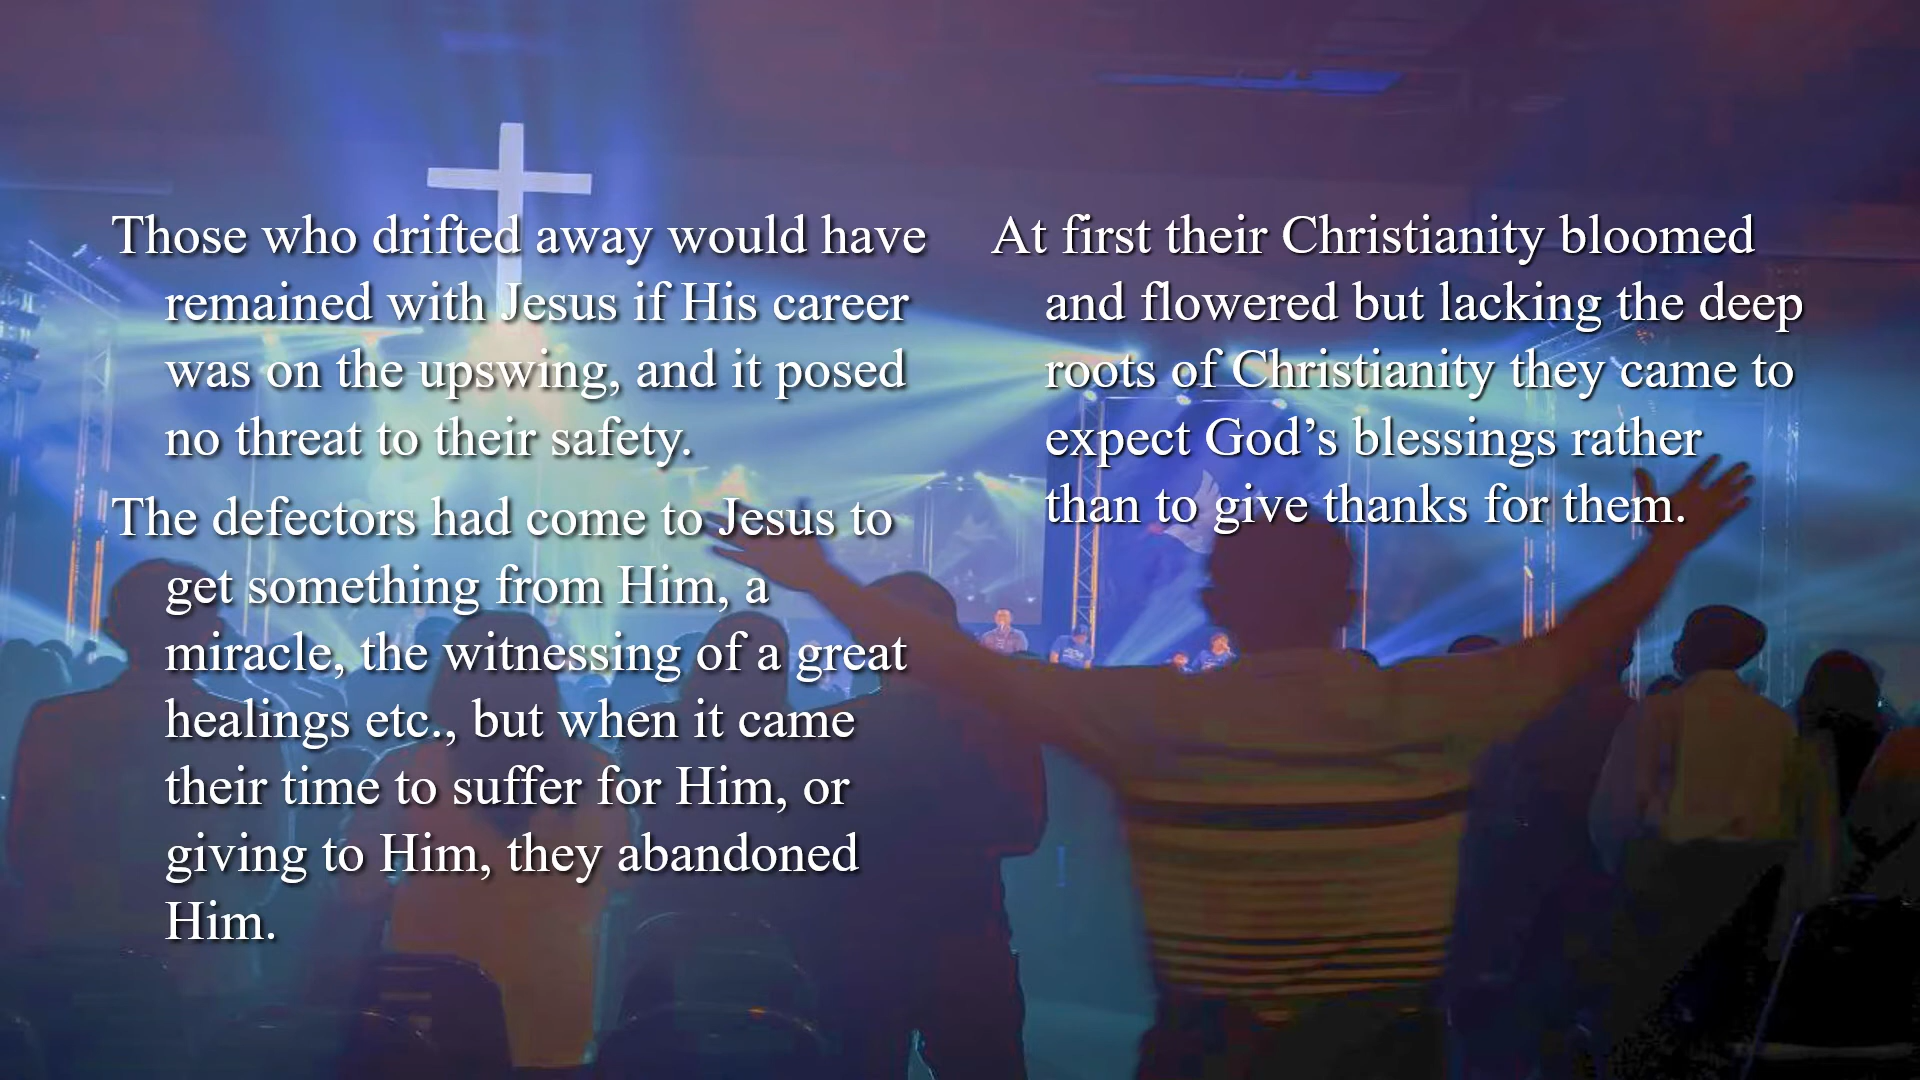 Those who drifted away would have
remained with Jesus if His career
was on the upswing, and it posed
no threat to their safety.
The defectors had come to Jesus to
get something from Him, a
miracle, the witnessing of a great
healings etc., but when it came
their time to suffer for Him, or
giving to Him, they abandoned
Him.
At first their Christianity bloomed
and flowered but lacking the deep
roots of Christianity they came to
expect God’s blessings rather
than to give thanks for them.